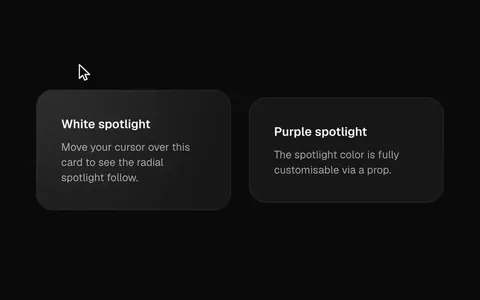 White spotlight
Move your cursor over this
card to see the radial
spotlight follow.
Purple spotlight
The spotlight color is fully
customisable via a prop.